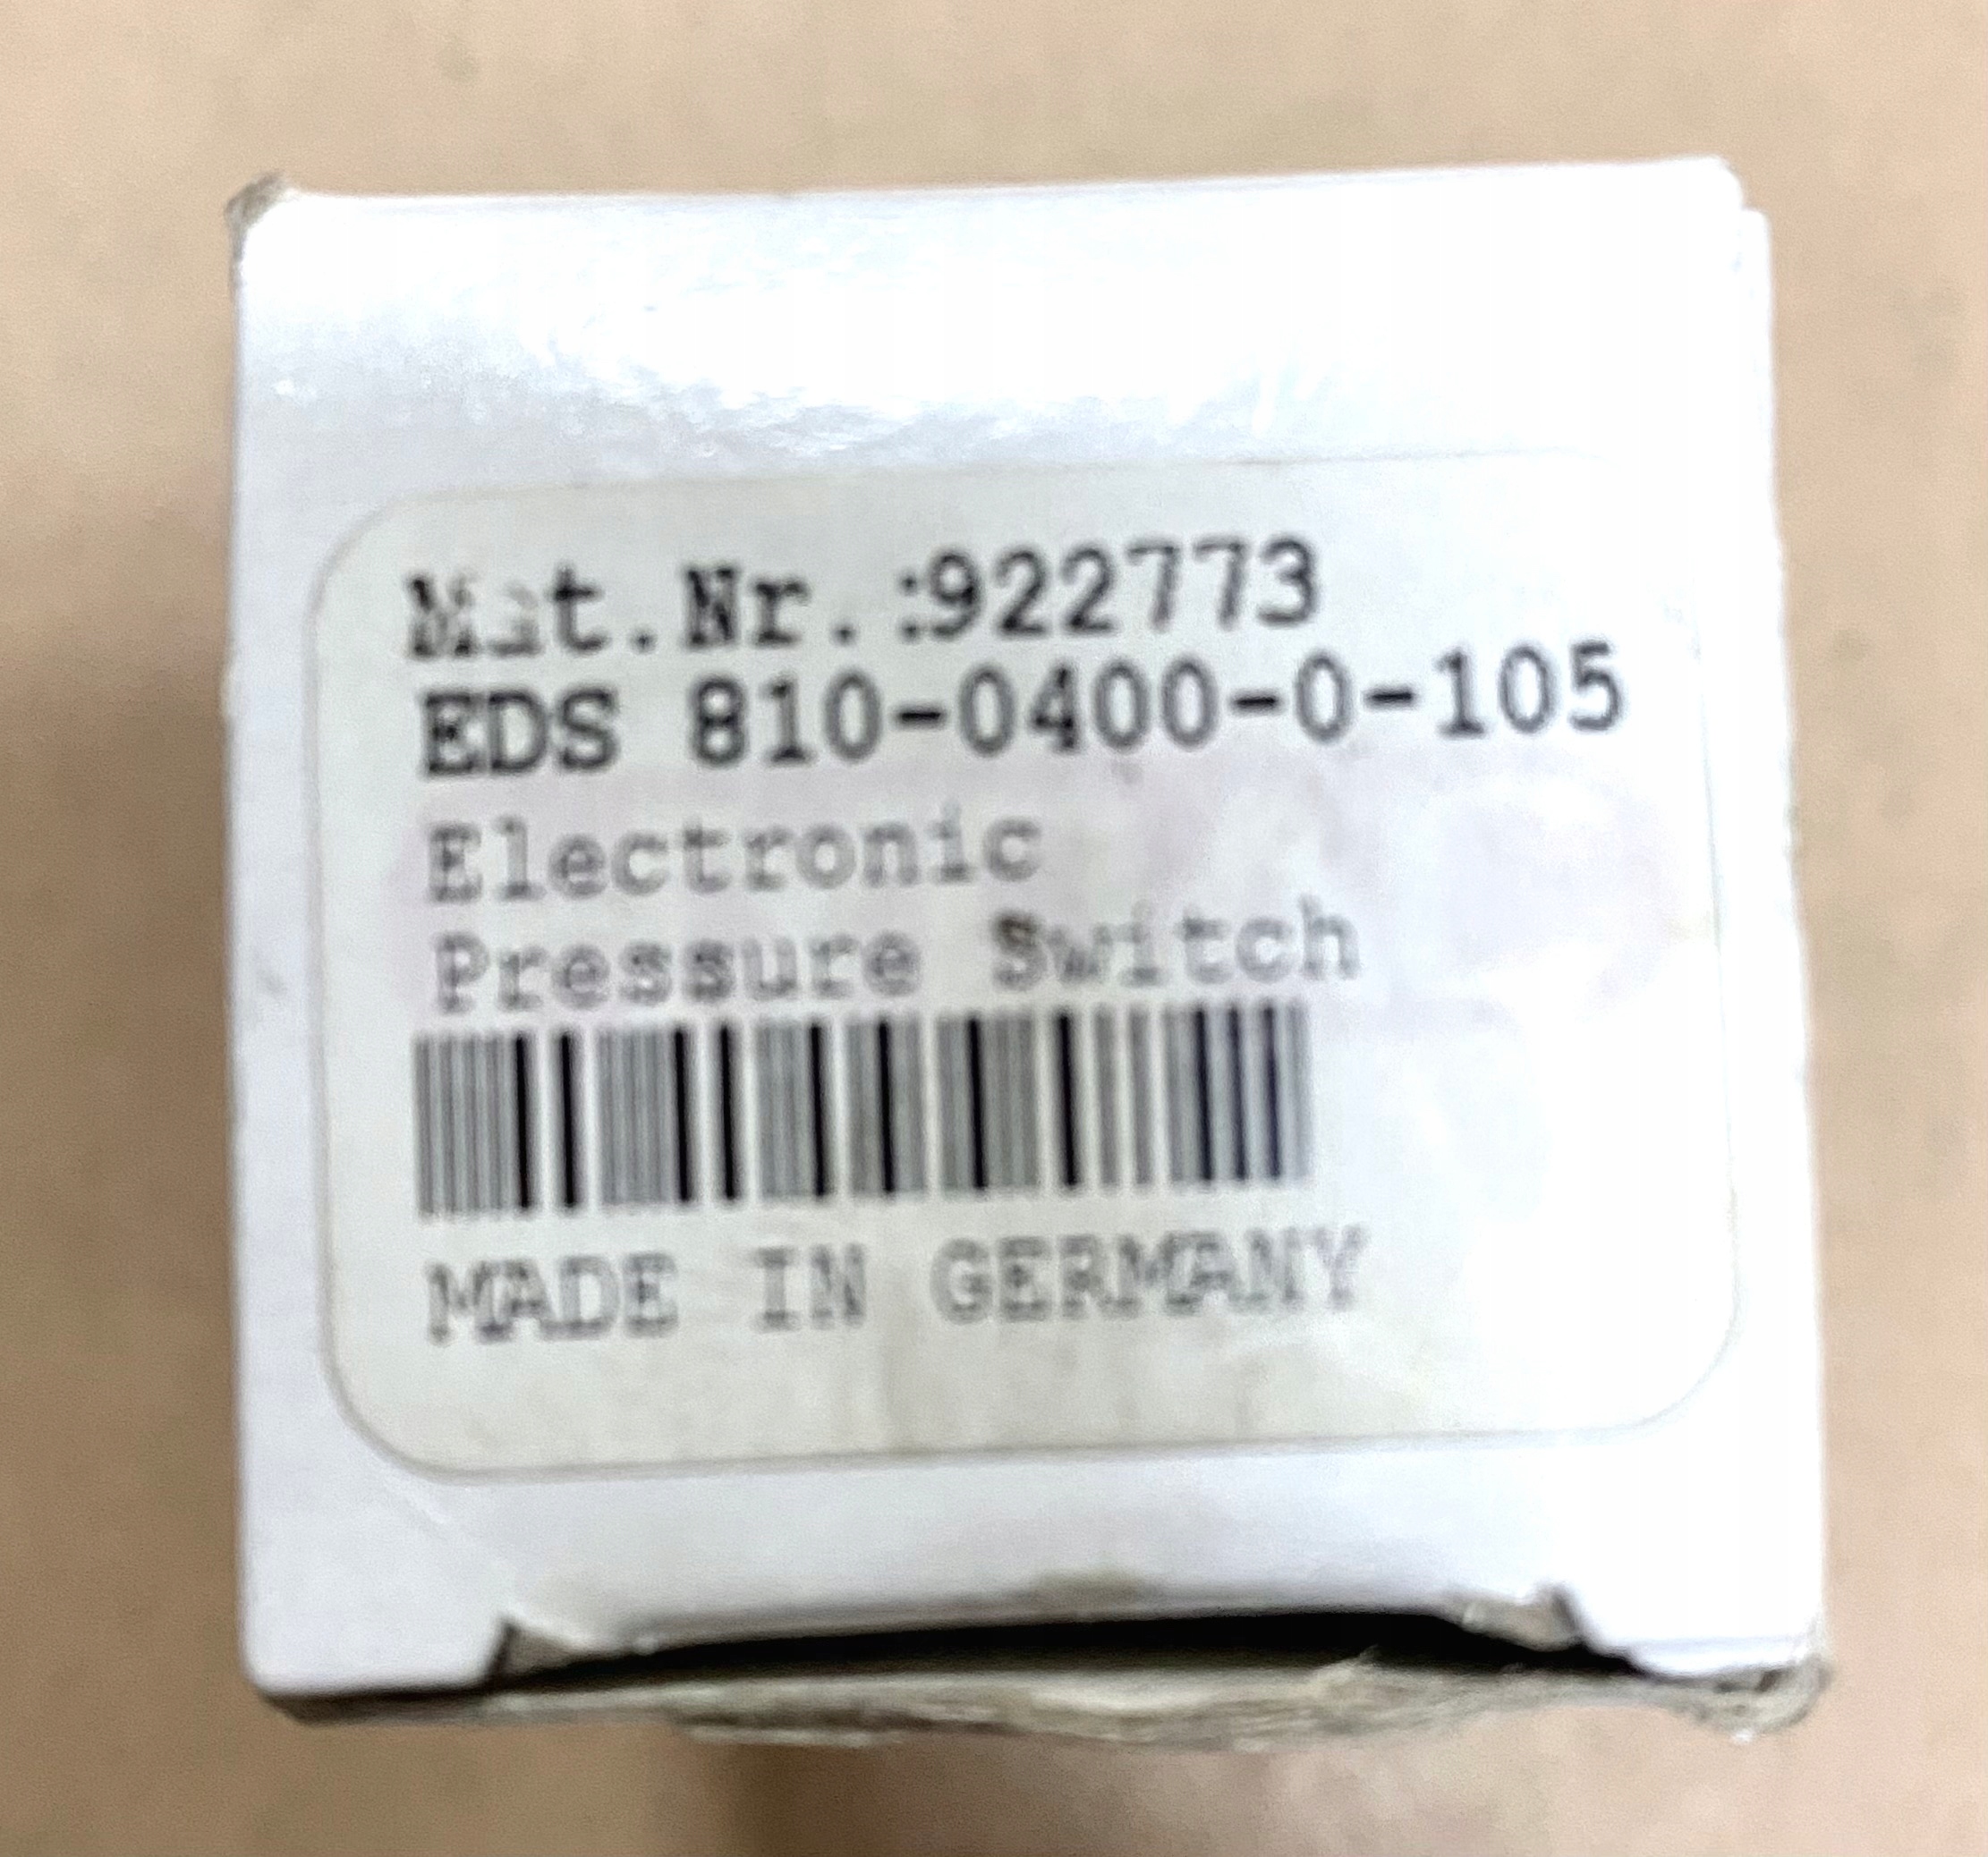 Mat.Nr.:922773
EDS 810-0400-0-105
Electronic
Pressure Switch
MADE IN GERMANY